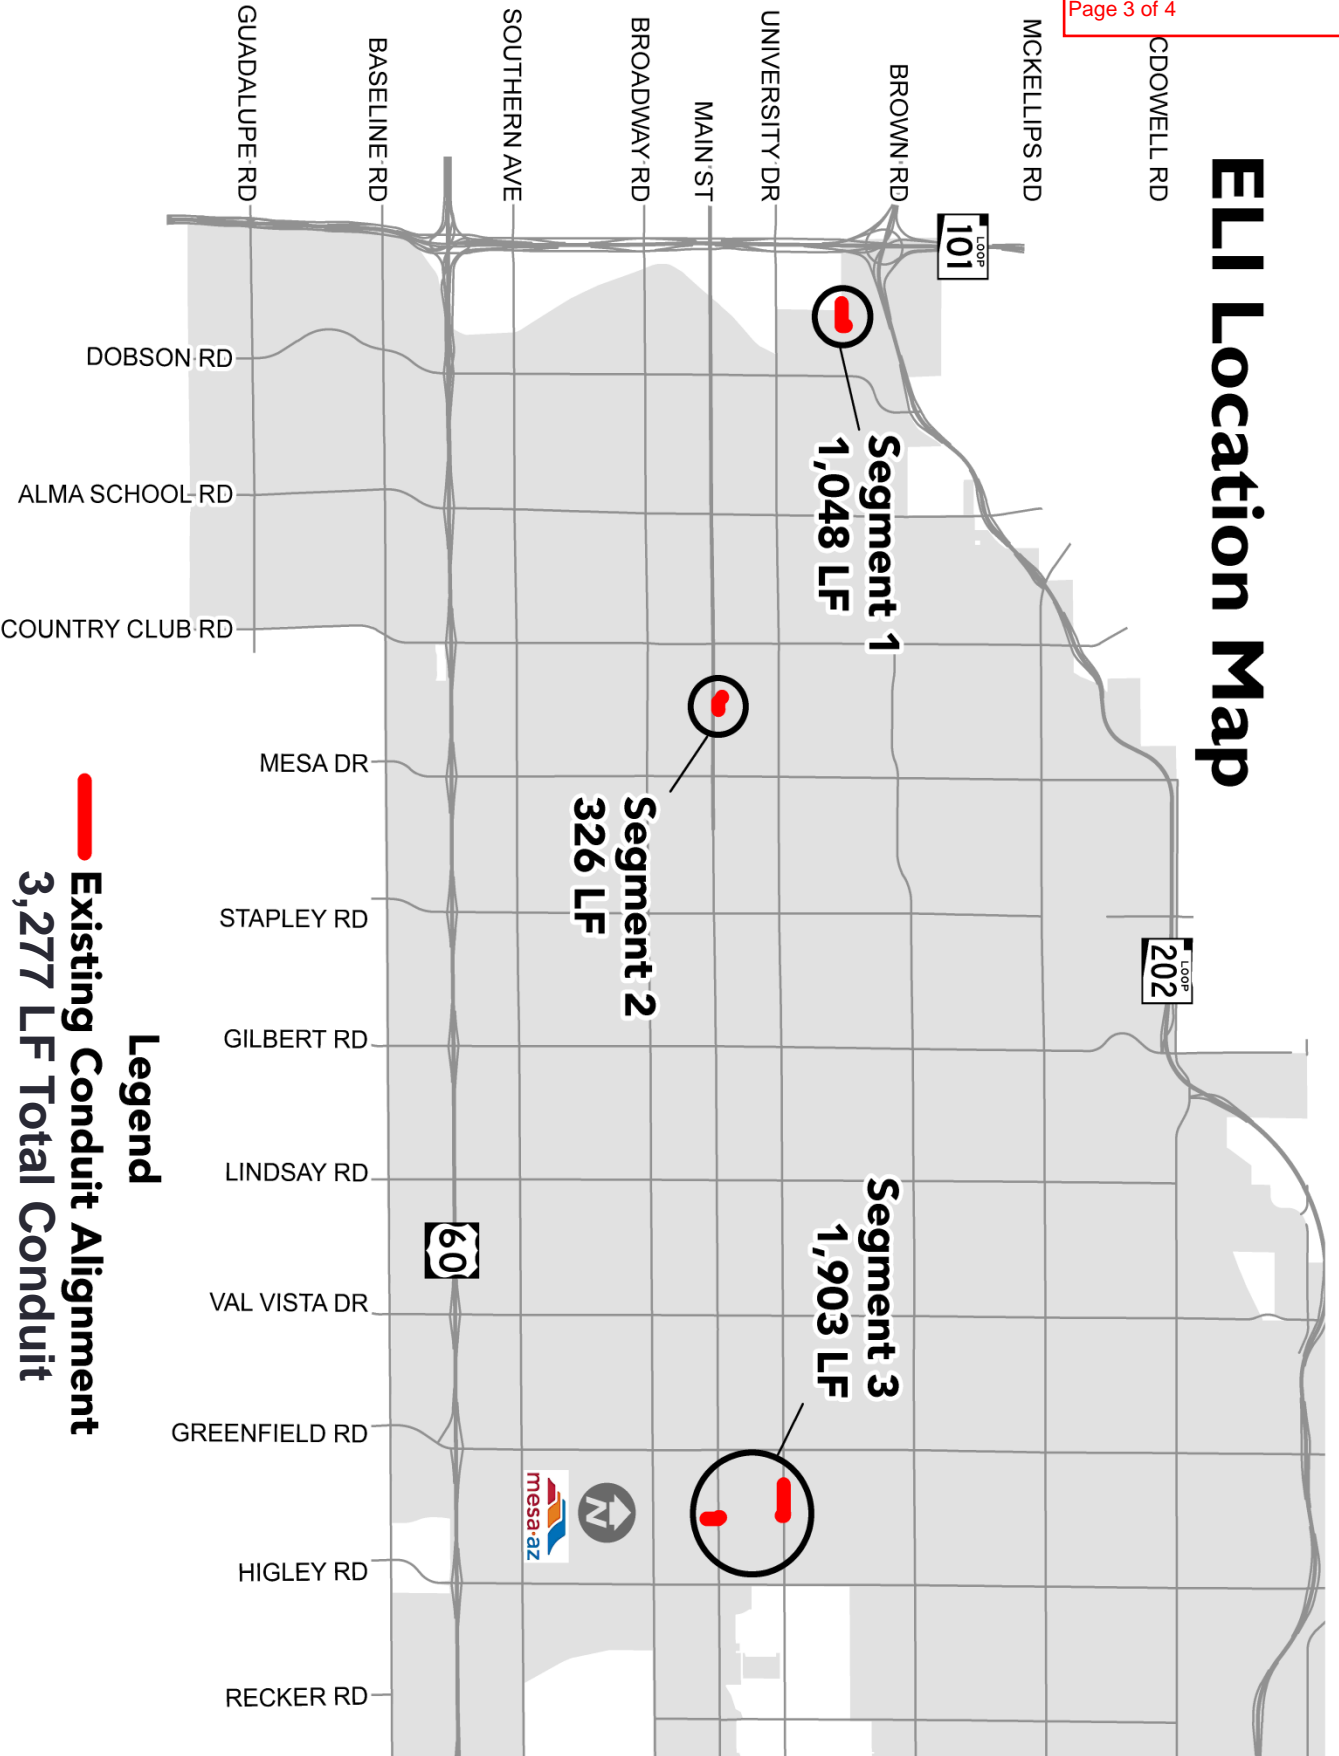 Page 3 of 4
ELI Location Map
GUADALUPE RD
BASELINE RD
SOUTHERN AVE
BROADWAY RD
MAIN ST
UNIVERSITY DR
BROWN RD
MCKELLIPS RD
CDOWELL RD
LOOP
101
DOBSON RD
ALMA SCHOOL RD
COUNTRY CLUB RD
MESA DR
STAPLEY RD
GILBERT RD
LINDSAY RD
VAL VISTA DR
GREENFIELD RD
HIGLEY RD
RECKER RD
Segment 1
1,048 LF
Segment 2
326 LF
Segment 3
1,903 LF
LOOP
202
60
N
mesa·az
Legend
Existing Conduit Alignment
3,277 LF Total Conduit